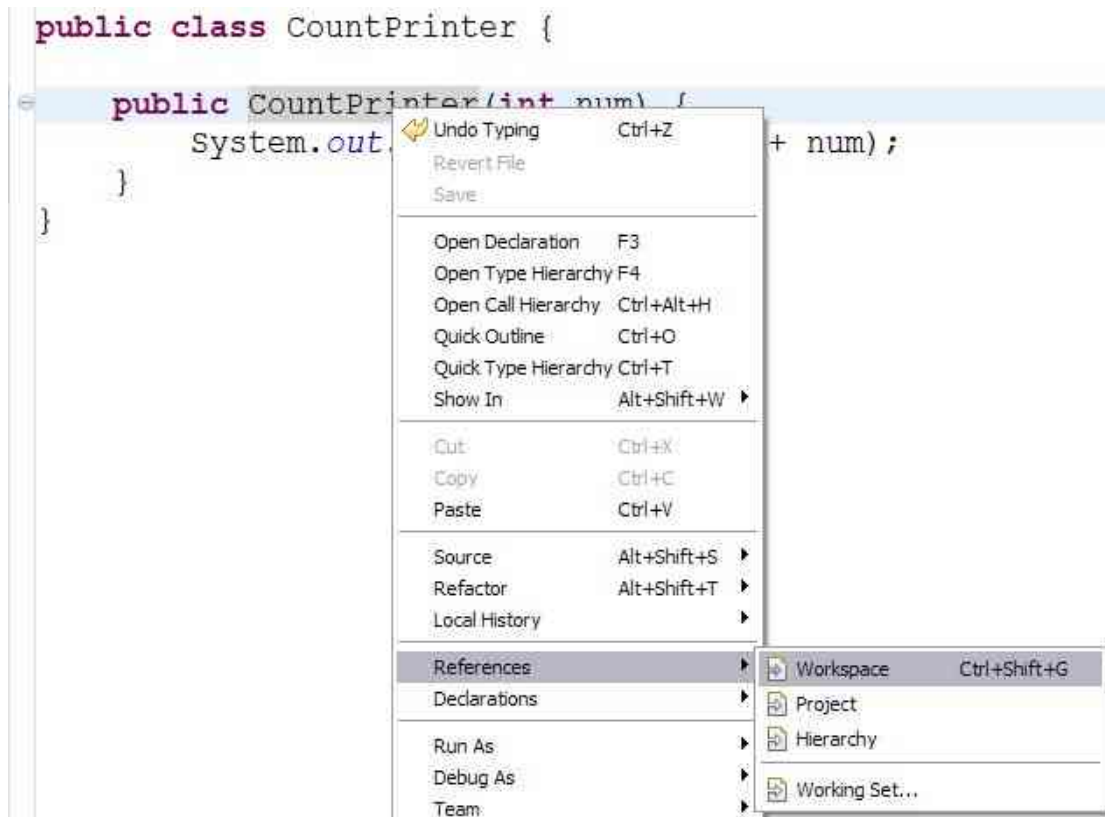 public class CountPrinter {
public CountPrinter(int num) {
System.out. + num);
}
}
Undo Typing Ctrl+Z
Revert File
Save
Open Declaration F3
Open Type Hierarchy F4
Open Call Hierarchy Ctrl+Alt+H
Quick Outline Ctrl+O
Quick Type Hierarchy Ctrl+T
Show In Alt+Shift+W
Cut Ctrl+X
Copy Ctrl+C
Paste Ctrl+V
Source Alt+Shift+S
Refactor Alt+Shift+T
Local History
References
Workspace Ctrl+Shift+G
Declarations
Project
Hierarchy
Run As
Debug As
Working Set...
Team